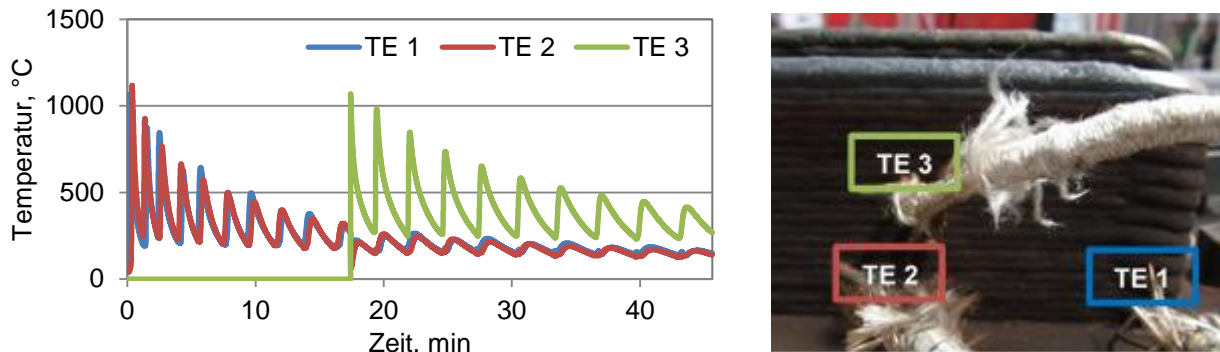 1500
1000
500
0
Temperatur, °C
TE 1 TE 2 TE 3
0 10 20 30 40
Zeit, min
TE 3
TE 2
TE 1